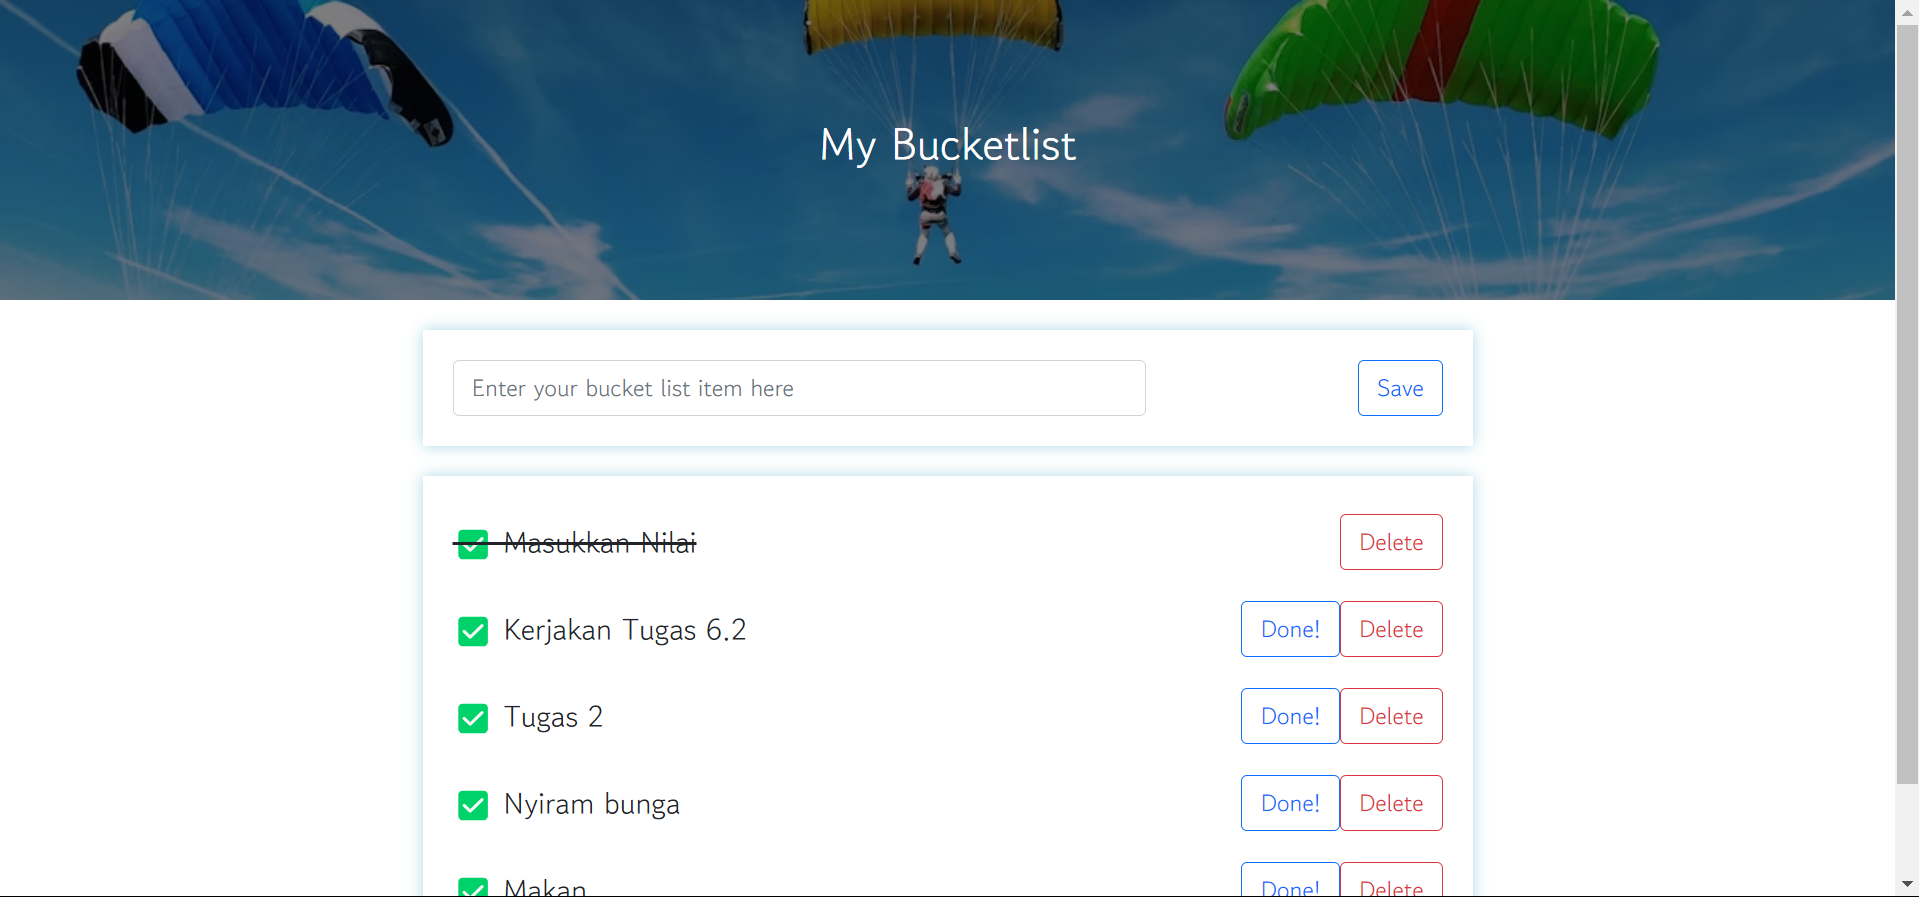 My Bucketlist
Enter your bucket list item here Save
Masukkan Nilai Delete
Kerjakan Tugas 6.2 Done! Delete
Tugas 2 Done! Delete
Nyiram bunga Done! Delete
Makan Done! Delete